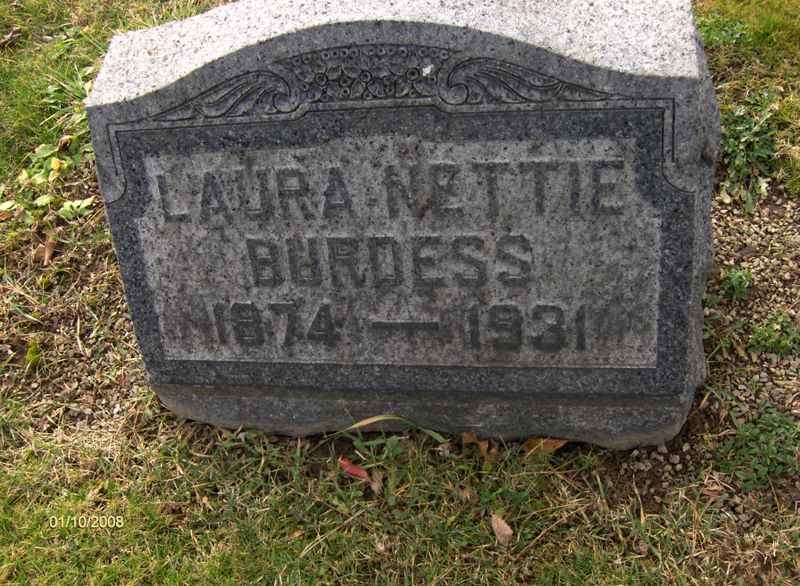 LAURA NETTIE
BURDESS
1874 — 1931
01/10/2008